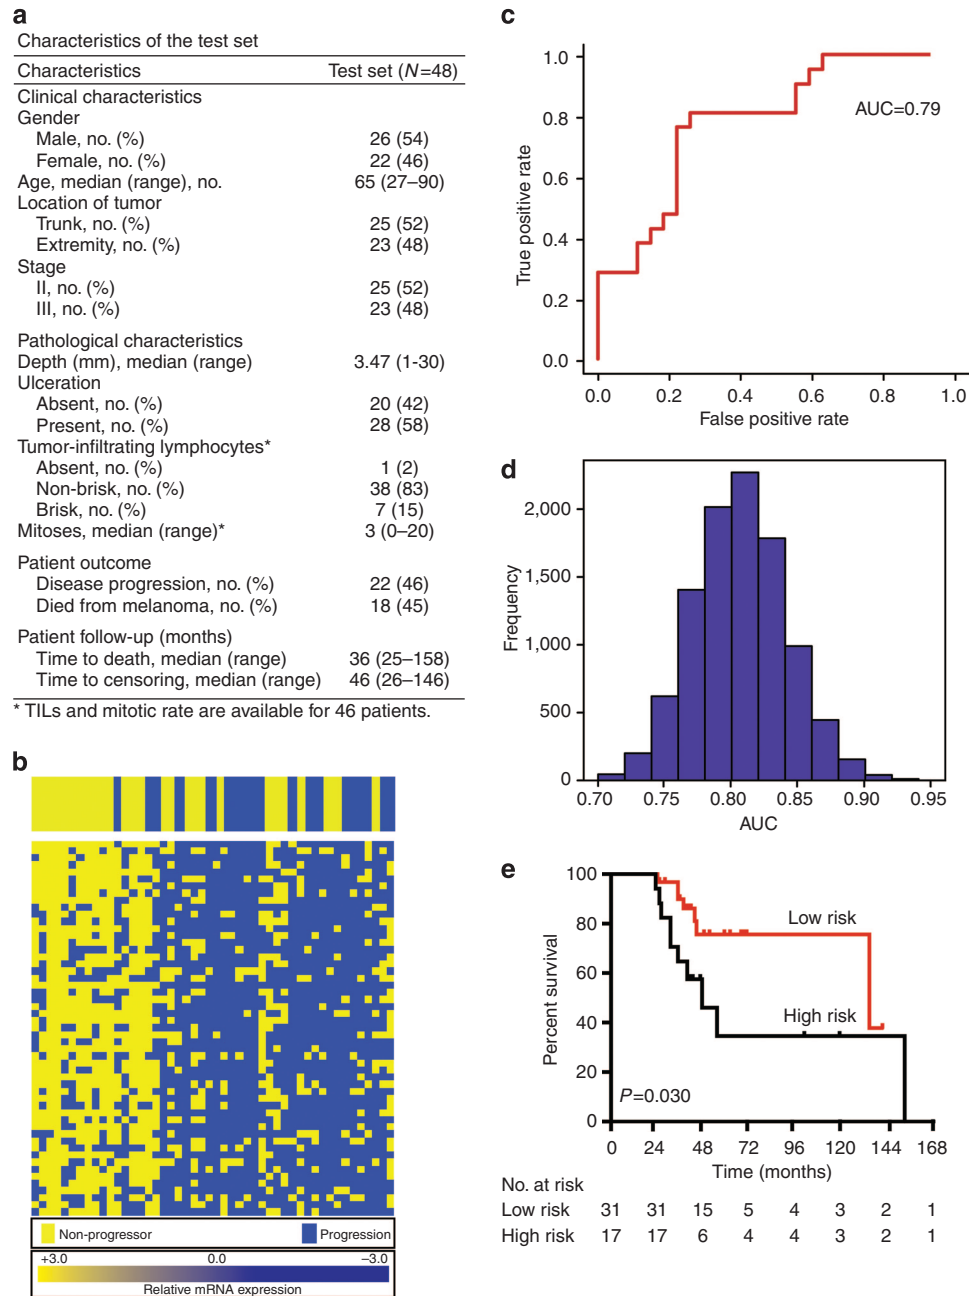 a
Characteristics of the test set
Characteristics Test set (N=48)
Clinical characteristics
Gender
Male, no. (%) 26 (54)
Female, no. (%) 22 (46)
Age, median (range), no. 65 (27–90)
Location of tumor
Trunk, no. (%) 25 (52)
Extremity, no. (%) 23 (48)
Stage
II, no. (%) 25 (52)
III, no. (%) 23 (48)
Pathological characteristics
Depth (mm), median (range) 3.47 (1-30)
Ulceration
Absent, no. (%) 20 (42)
Present, no. (%) 28 (58)
Tumor-infiltrating lymphocytes*
Absent, no. (%) 1 (2)
Non-brisk, no. (%) 38 (83)
Brisk, no. (%) 7 (15)
Mitoses, median (range)* 3 (0–20)
Patient outcome
Disease progression, no. (%) 22 (46)
Died from melanoma, no. (%) 18 (45)
Patient follow-up (months)
Time to death, median (range) 36 (25–158)
Time to censoring, median (range) 46 (26–146)
* TILs and mitotic rate are available for 46 patients.
b
Non-progressor Progression
+3.0 0.0 –3.0
Relative mRNA expression
c
1.0
0.8
0.6
0.4
0.2
0.0
True positive rate
AUC=0.79
0.0 0.2 0.4 0.6 0.8 1.0
False positive rate
d
2,000
1,500
1,000
500
0
Frequency
0.70 0.75 0.80 0.85 0.90 0.95
AUC
e
100
80
60
40
20
0
Percent survival
Low risk
High risk
P=0.030
0 24 48 72 96 120 144 168
Time (months)
No. at risk
Low risk 31 31 15 5 4 3 2 1
High risk 17 17 6 4 4 3 2 1